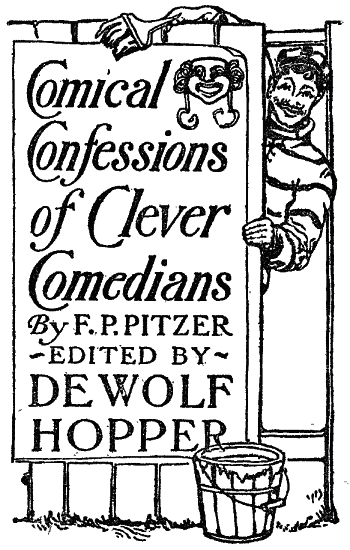 Comical
Confessions
of Clever
Comedians
By F. P. PITZER
~EDITED BY~
DE WOLF
HOPPER